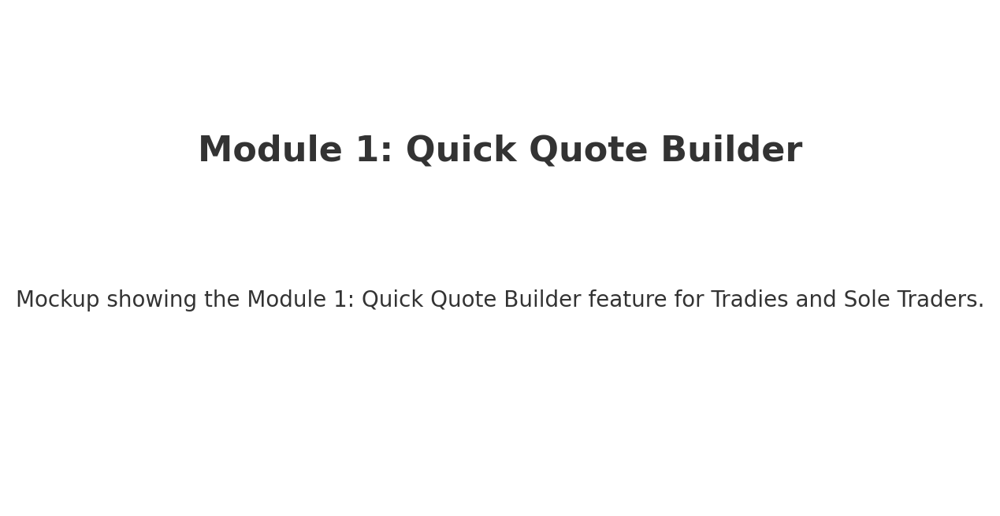 Module 1: Quick Quote Builder
Mockup showing the Module 1: Quick Quote Builder feature for Tradies and Sole Traders.